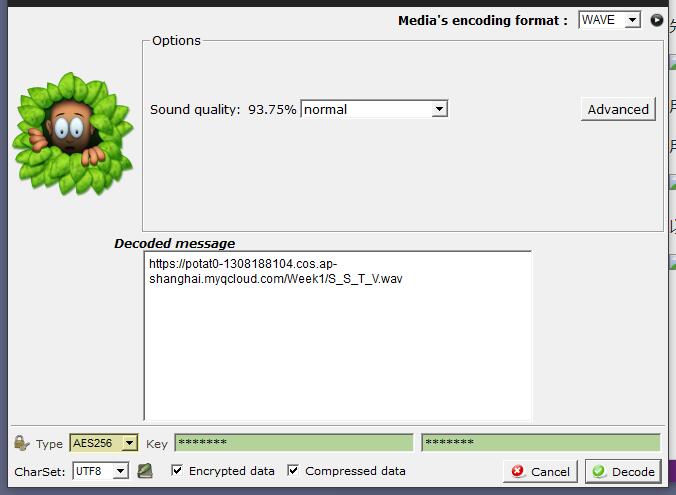 Media's encoding format :
WAVE
Options
Sound quality: 93.75%
normal
Advanced
Decoded message
https://potat0-1308188104.cos.ap-
shanghai.myqcloud.com/Week1/S_S_T_V.wav
Type
AES256
Key
*******
*******
CharSet:
UTF8
Encrypted data
Compressed data
Cancel
Decode